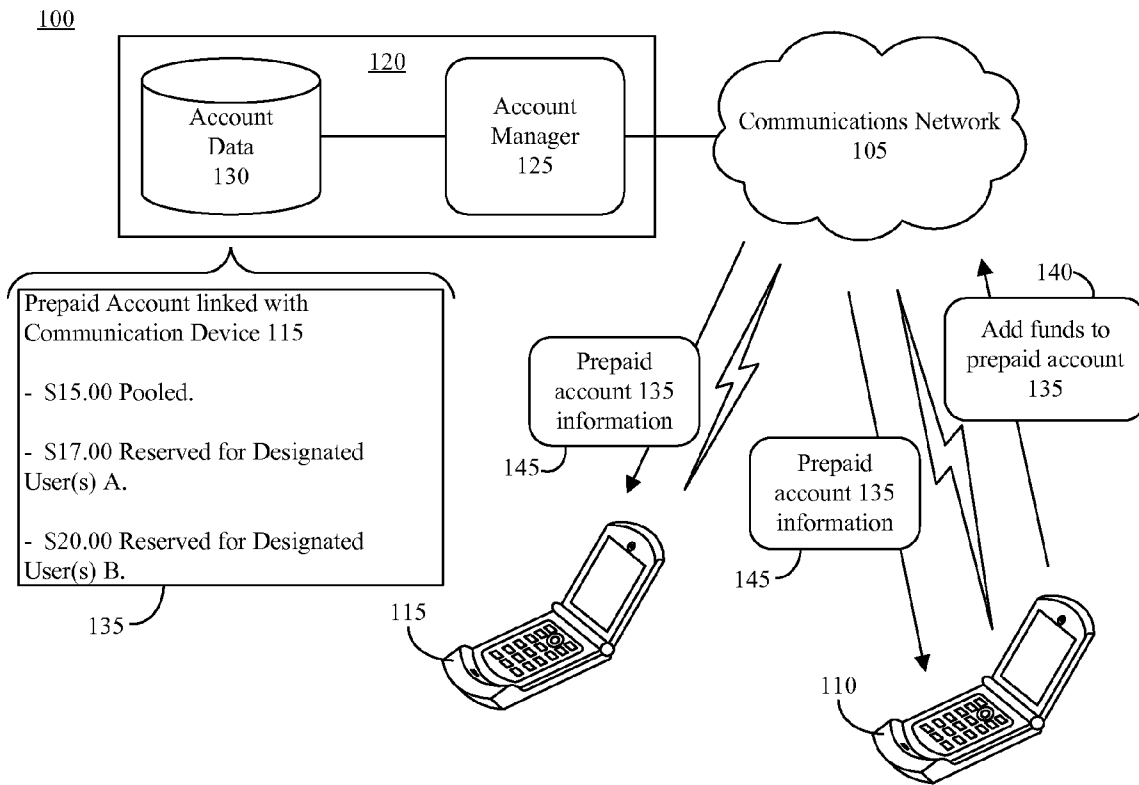 100
120
Account
Data
130
Account
Manager
125
Communications Network
105
Prepaid Account linked with
Communication Device 115
- $15.00 Pooled.
- $17.00 Reserved for Designated
User(s) A.
- $20.00 Reserved for Designated
User(s) B.
135
Prepaid
account 135
information
145
115
Prepaid
account 135
information
145
140
Add funds to
prepaid account
135
110